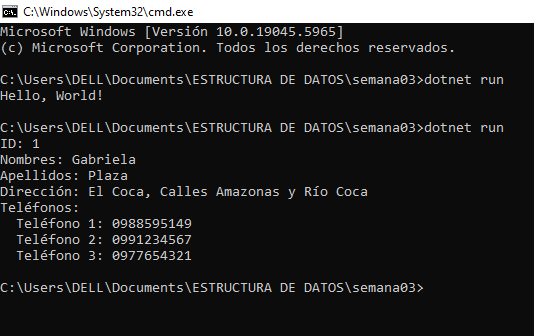 C:\Windows\System32\cmd.exe
Microsoft Windows [Versión 10.0.19045.5965]
(c) Microsoft Corporation. Todos los derechos reservados.
C:\Users\DELL\Documents\ESTRUCTURA DE DATOS\semana03>dotnet run
Hello, World!
C:\Users\DELL\Documents\ESTRUCTURA DE DATOS\semana03>dotnet run
ID: 1
Nombres: Gabriela
Apellidos: Plaza
Dirección: El Coca, Calles Amazonas y Río Coca
Teléfonos:
  Teléfono 1: 0988595149
  Teléfono 2: 0991234567
  Teléfono 3: 0977654321
C:\Users\DELL\Documents\ESTRUCTURA DE DATOS\semana03>